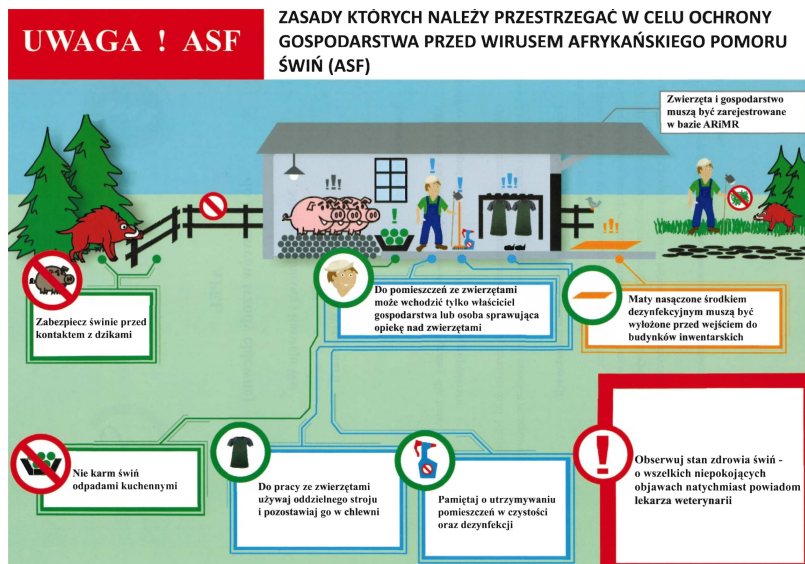 UWAGA ! ASF
ZASADY KTÓRYCH NALEŻY PRZESTRZEGAĆ W CELU OCHRONY
GOSPODARSTWA PRZED WIRUSEM AFRYKAŃSKIEGO POMORU
ŚWIŃ (ASF)
Zwierzęta i gospodarstwo
muszą być zarejestrowane
w bazie ARiMR
Zabezpiecz świnie przed
kontaktem z dzikami
Do pomieszczeń ze zwierzętami
może wchodzić tylko właściciel
gospodarstwa lub osoba sprawująca
opiekę nad zwierzętami
Maty nasączone środkiem
dezynfekcyjnym muszą być
wyłożone przed wejściem do
budynków inwentarskich
Nie karm świń
odpadami kuchennymi
Do pracy ze zwierzętami
używaj oddzielnego stroju
i pozostawiaj go w chlewni
Pamiętaj o utrzymywaniu
pomieszczeń w czystości
oraz dezynfekcji
Obserwuj stan zdrowia świń -
o wszelkich niepokojących
objawach natychmiast powiadom
lekarza weterynarii